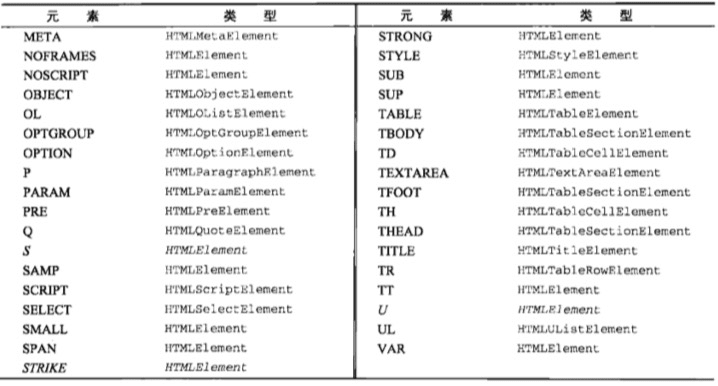 元 素 类 型 元 素 类 型
META HTMLMetaElement STRONG HTMLElement
NOFRAMES HTMLElement STYLE HTMLStyleElement
NOSCRIPT HTMLElement SUB HTMLElement
OBJECT HTMLObjectElement SUP HTMLElement
OL HTMLOListElement TABLE HTMLTableElement
OPTGROUP HTMLOptGroupElement TBODY HTMLTableSectionElement
OPTION HTMLOptionElement TD HTMLTableCellElement
P HTMLParagraphElement TEXTAREA HTMLTextAreaElement
PARAM HTMLParamElement TFOOT HTMLTableSectionElement
PRE HTMLPreElement TH HTMLTableCellElement
Q HTMLQuoteElement THEAD HTMLTableSectionElement
S HTMLElement TITLE HTMLTitleElement
SAMP HTMLElement TR HTMLTableRowElement
SCRIPT HTMLScriptElement TT HTMLElement
SELECT HTMLSelectElement U HTMLElement
SMALL HTMLElement UL HTMLUListElement
SPAN HTMLElement VAR HTMLElement
STRIKE HTMLElement